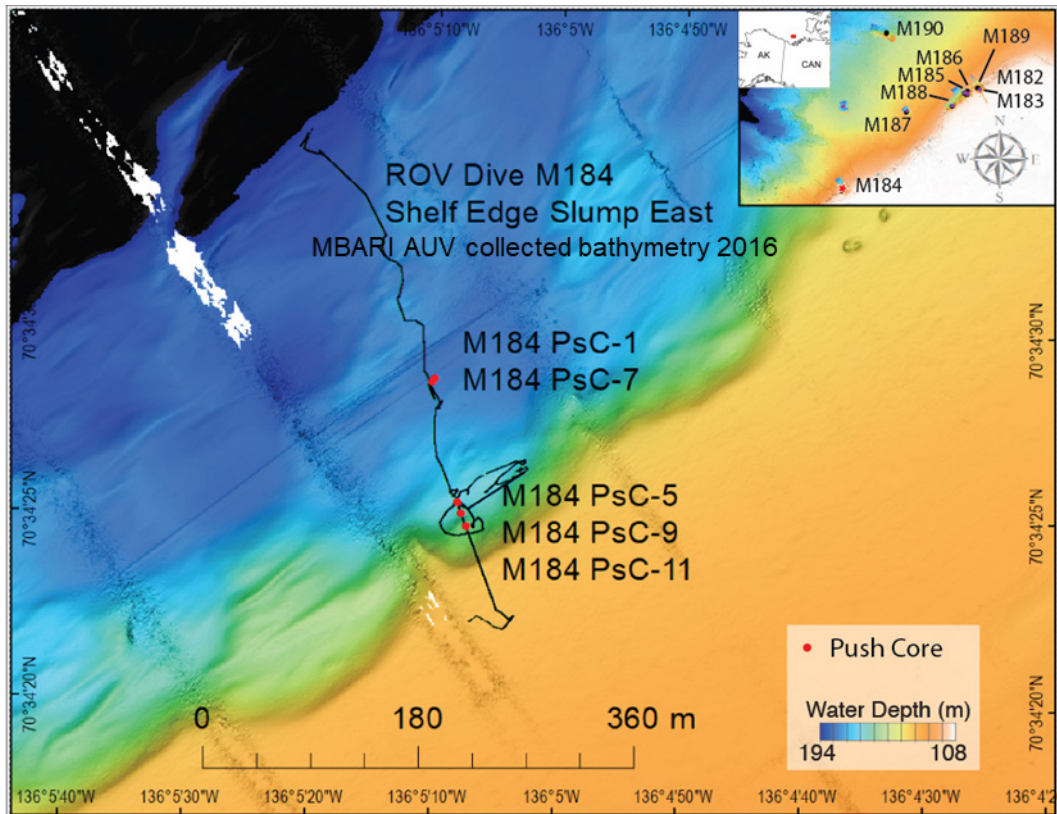 136°5'10"W
136°5'W
136°4'50"W
AK
CAN
M190
M189
M186
M185
M182
M183
M188
M187
M184
N
W
E
S
ROV Dive M184
Shelf Edge Slump East
MBARI AUV collected bathymetry 2016
M184 PsC-1
M184 PsC-7
70°34'30"N
M184 PsC-5
M184 PsC-9
M184 PsC-11
70°34'25"N
70°34'25"N
70°34'20"N
70°34'20"N
Push Core
Water Depth (m)
194
108
0
180
360 m
136°5'40"W
136°5'30"W
136°5'20"W
136°5'10"W
136°5'W
136°4'50"W
136°4'40"W
136°4'30"W
136°4'2